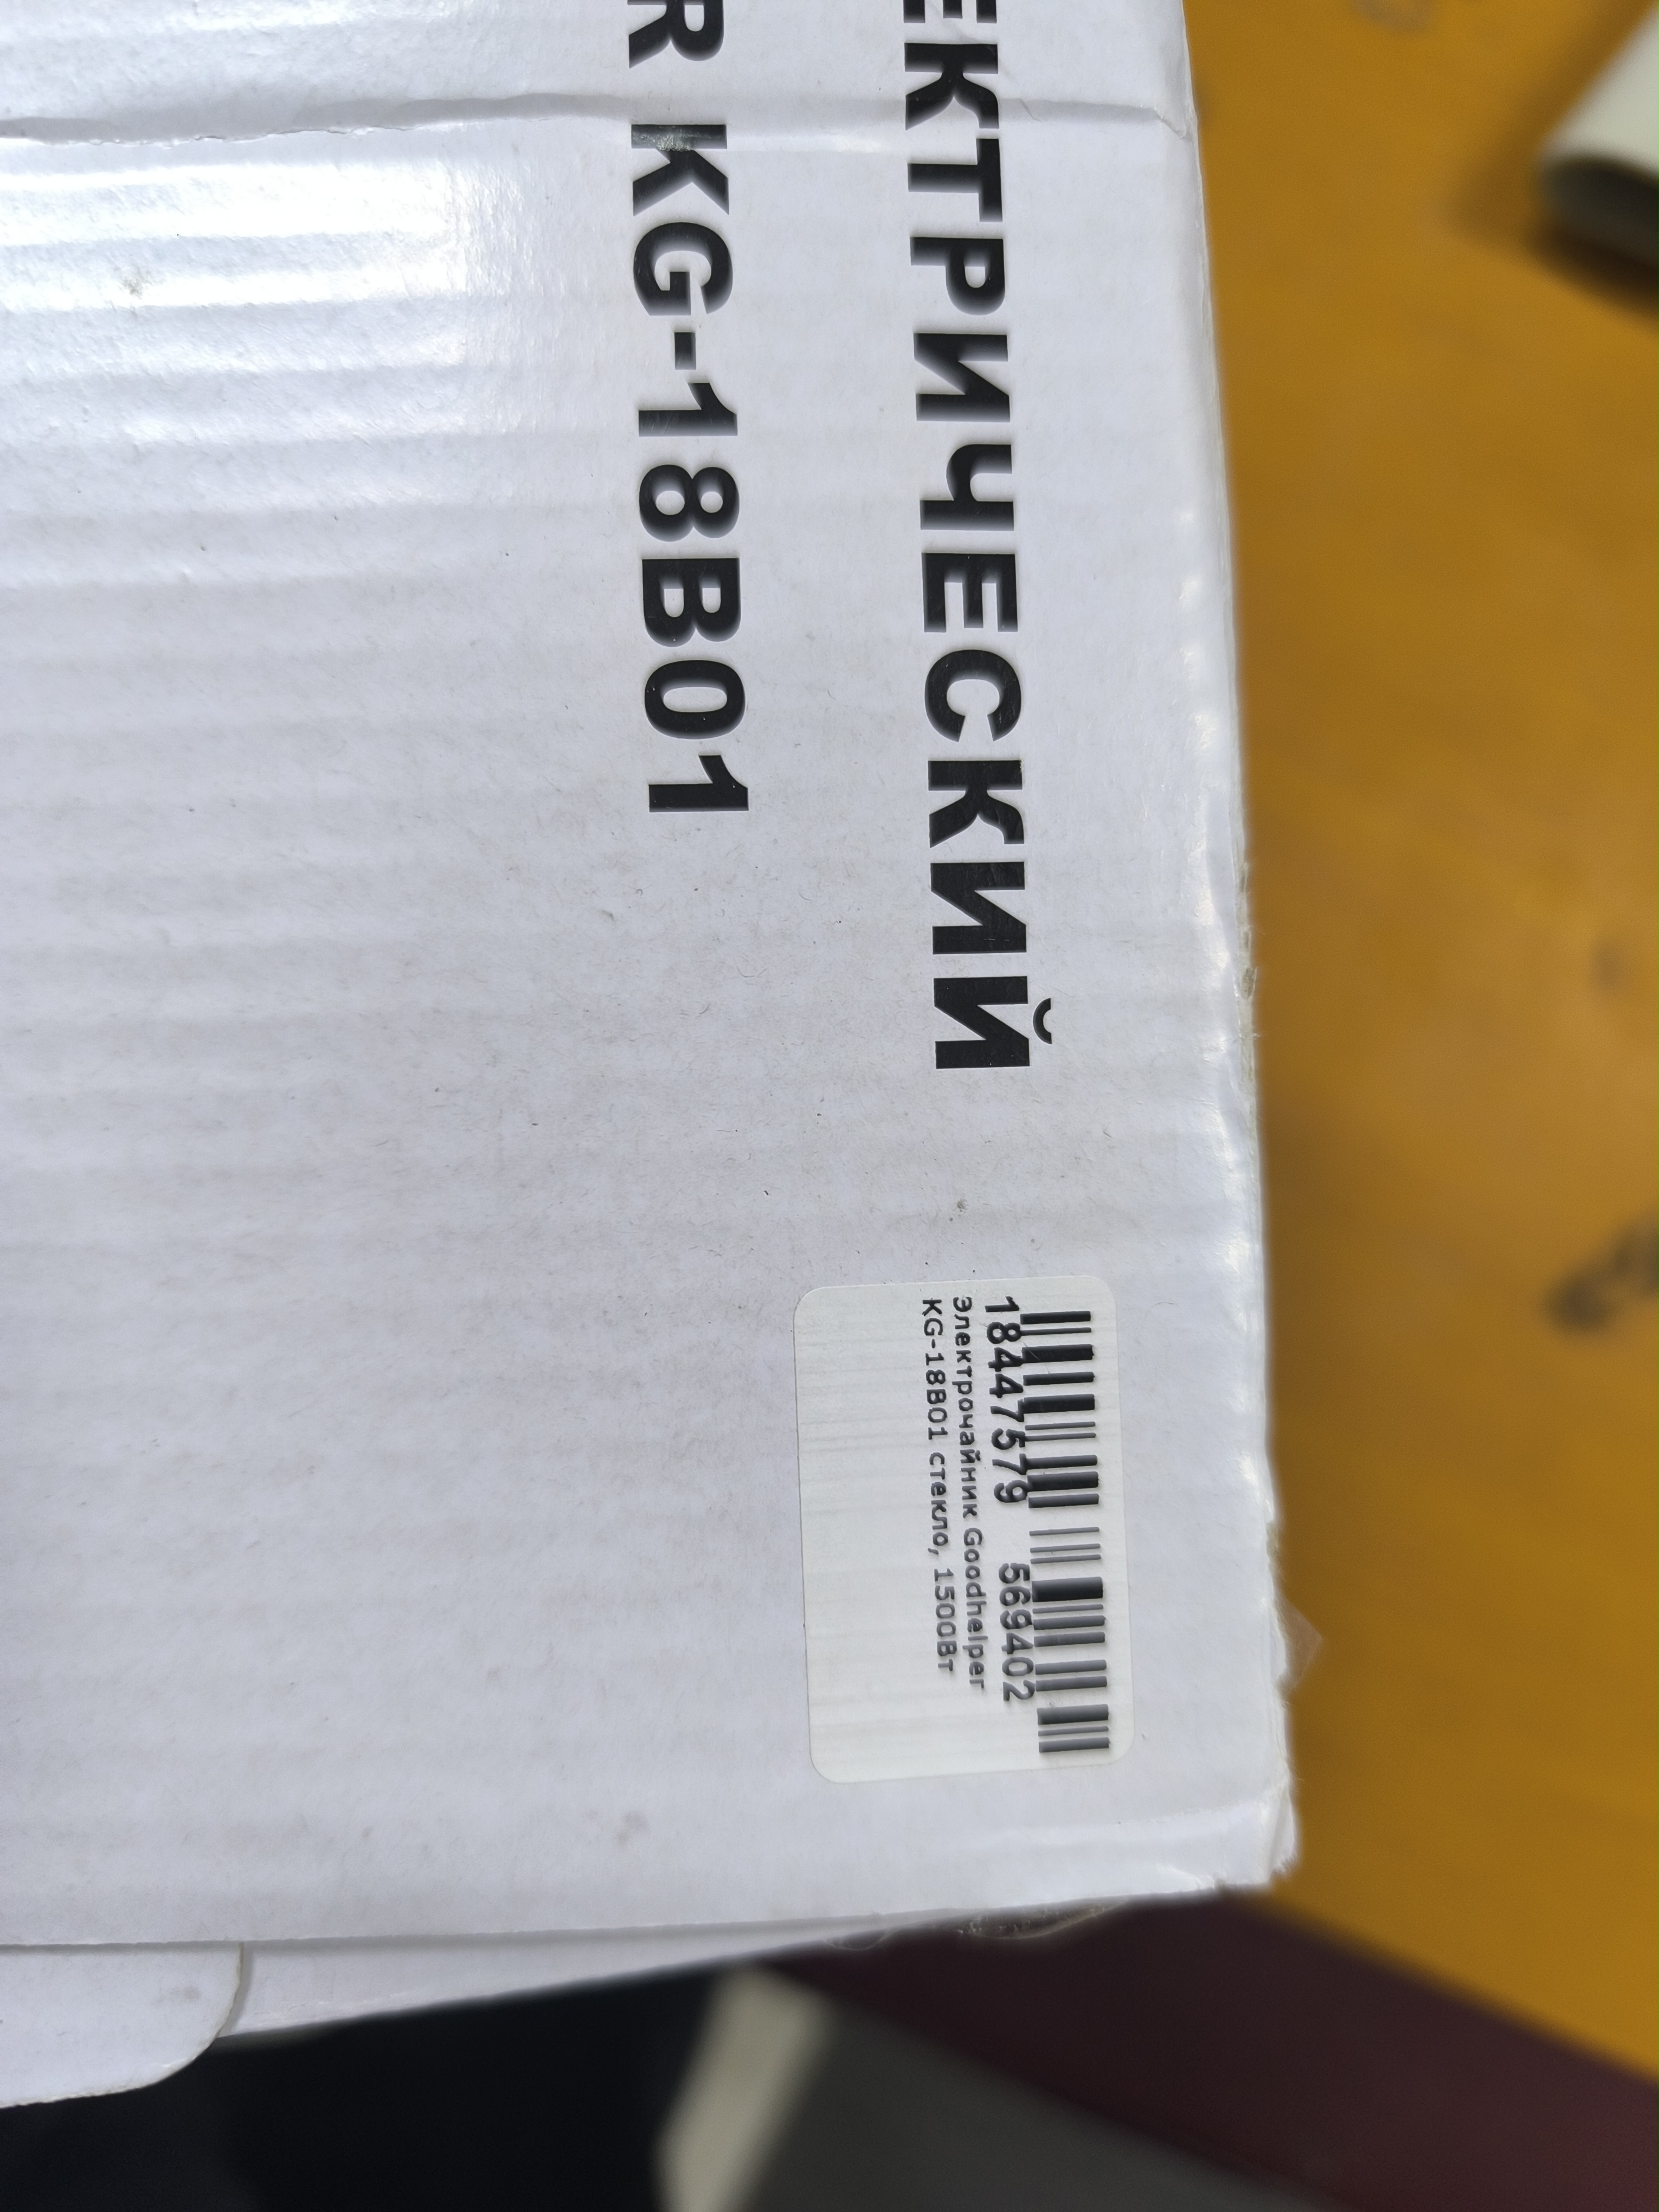 ЕКТРИЧЕСКИЙ
R KG-18B01
18447579 569402
Электрочайник Goodhelper
KG-18B01 стекло, 1500Вт